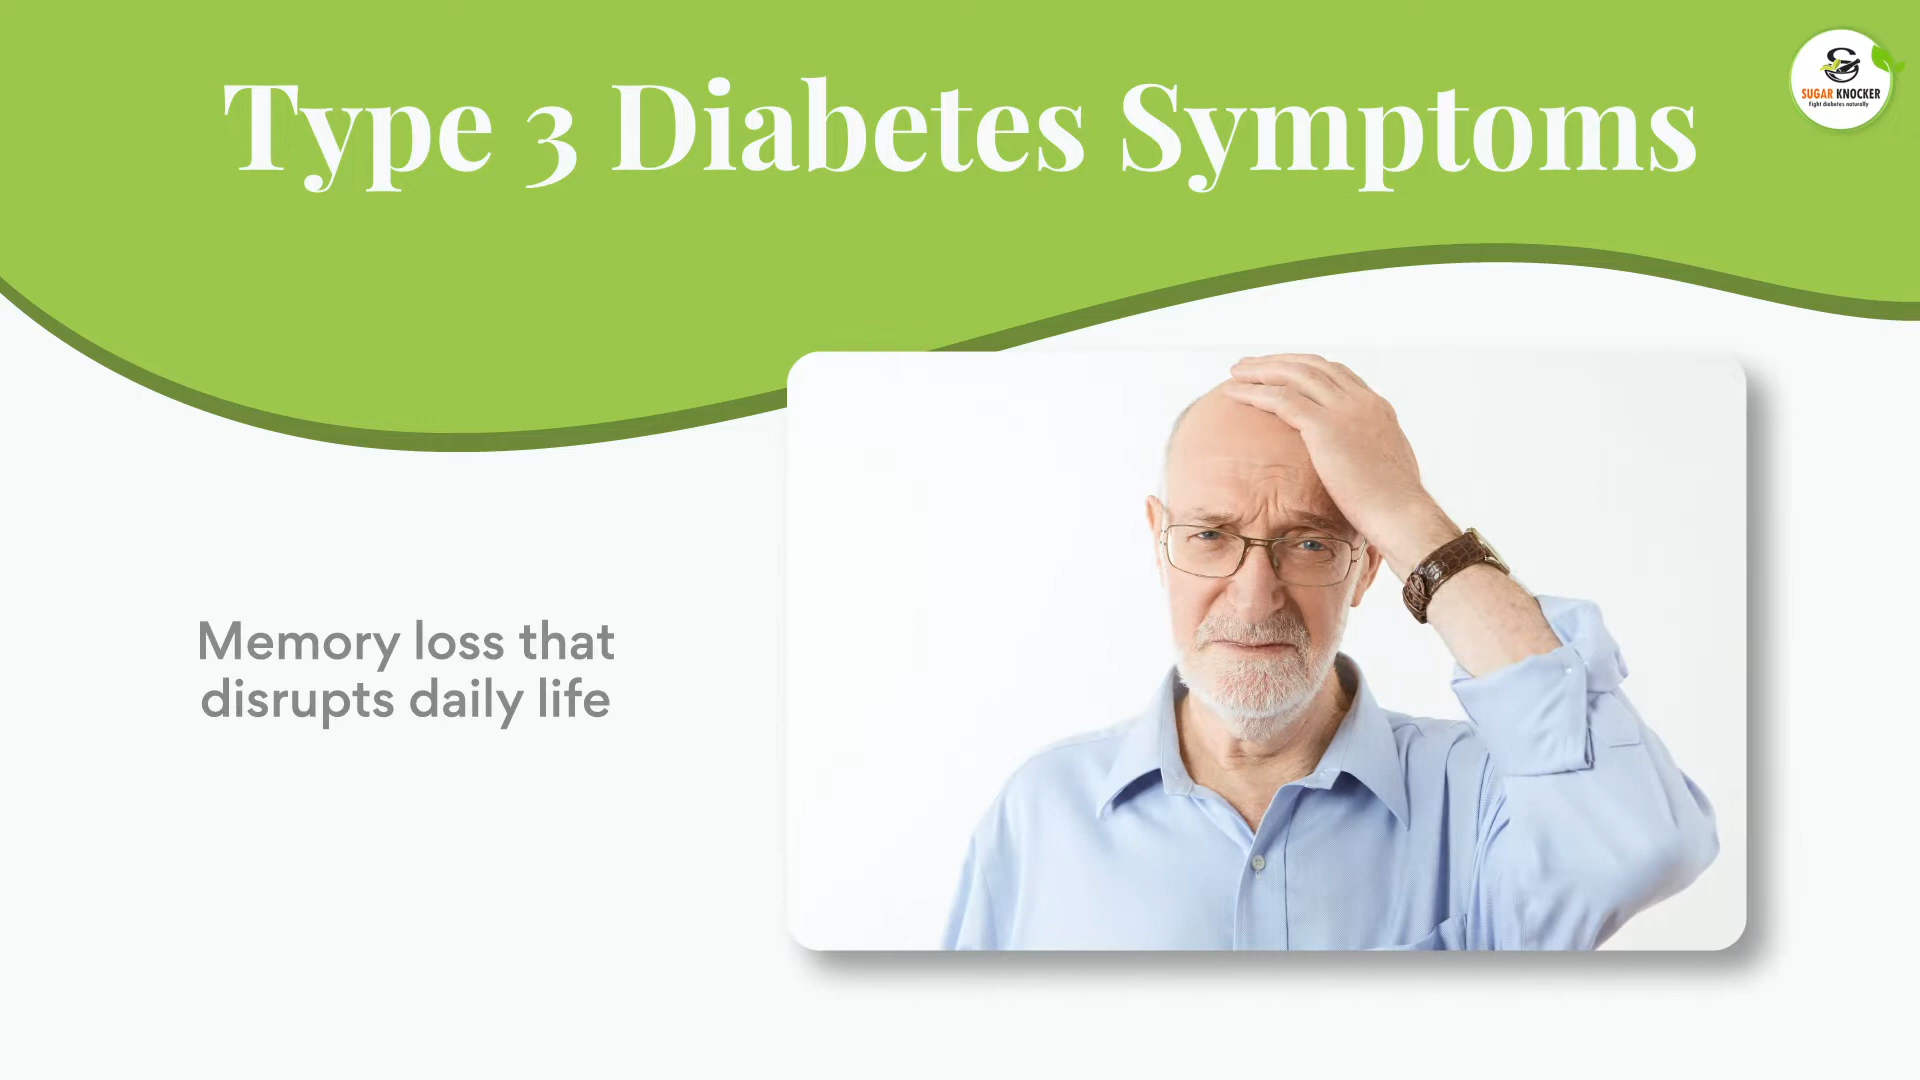 Type 3 Diabetes Symptoms
SUGAR KNOCKER
Fight diabetes naturally
Memory loss that
disrupts daily life